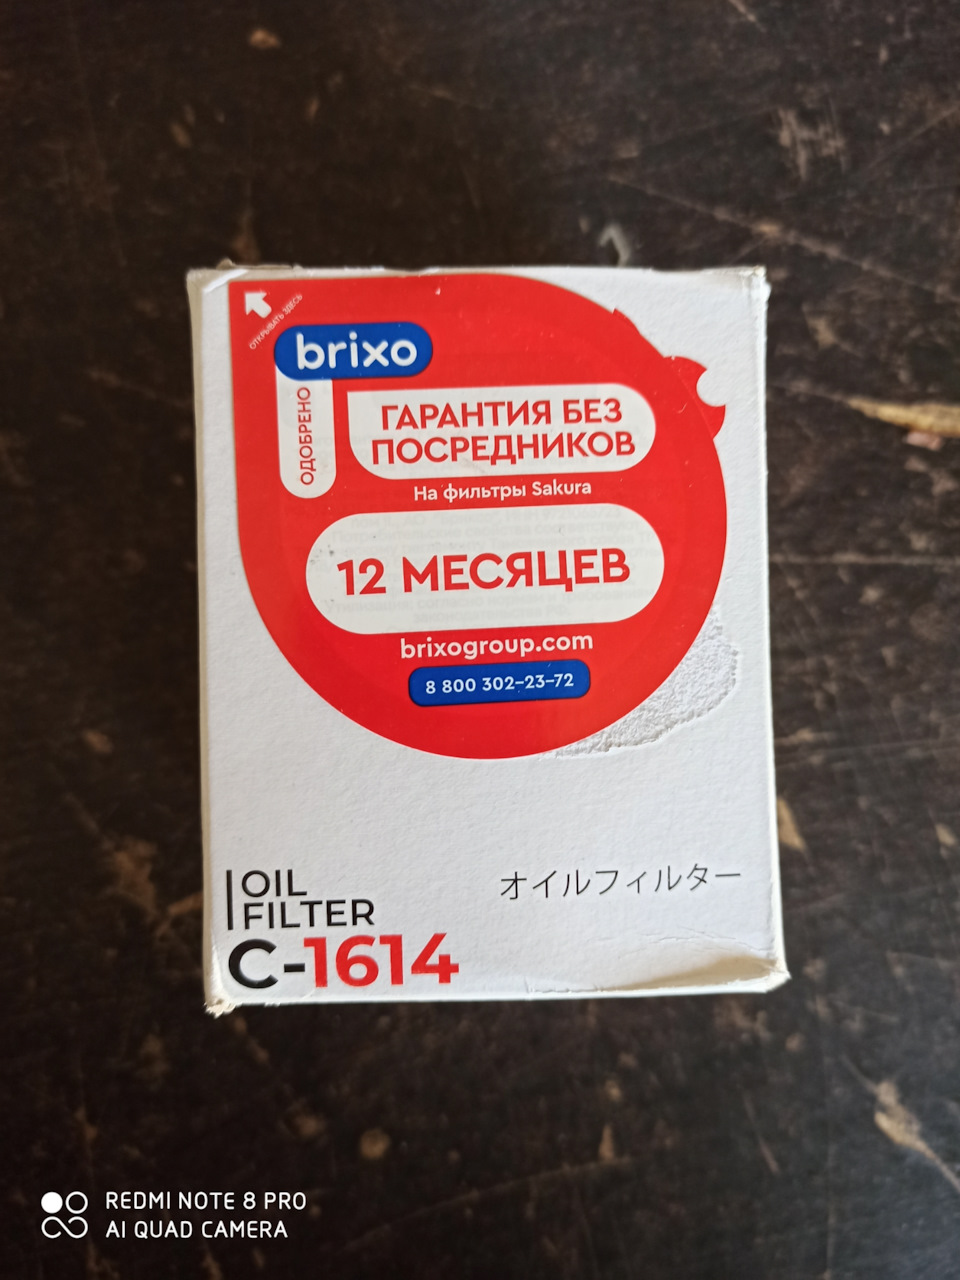 ОТКРЫВАТЬ ЗДЕСЬ
brixo
ОДОБРЕНО
ГАРАНТИЯ БЕЗ
ПОСРЕДНИКОВ
На фильтры Sakura
12 МЕСЯЦЕВ
brixogroup.com
8 800 302-23-72
OIL
FILTER
オイルフィルター
C-1614
REDMI NOTE 8 PRO
AI QUAD CAMERA